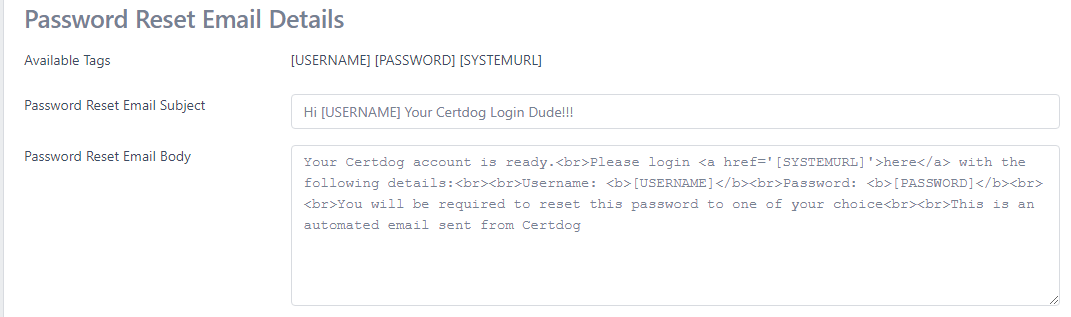 Password Reset Email Details
Available Tags
[USERNAME] [PASSWORD] [SYSTEMURL]
Password Reset Email Subject
Hi [USERNAME] Your Certdog Login Dude!!!
Password Reset Email Body
Your Certdog account is ready.<br>Please login <a href='[SYSTEMURL]'>here</a> with the
following details:<br><br>Username: <b>[USERNAME]</b><br>Password: <b>[PASSWORD]</b><br>
<br>You will be required to reset this password to one of your choice<br><br>This is an
automated email sent from Certdog